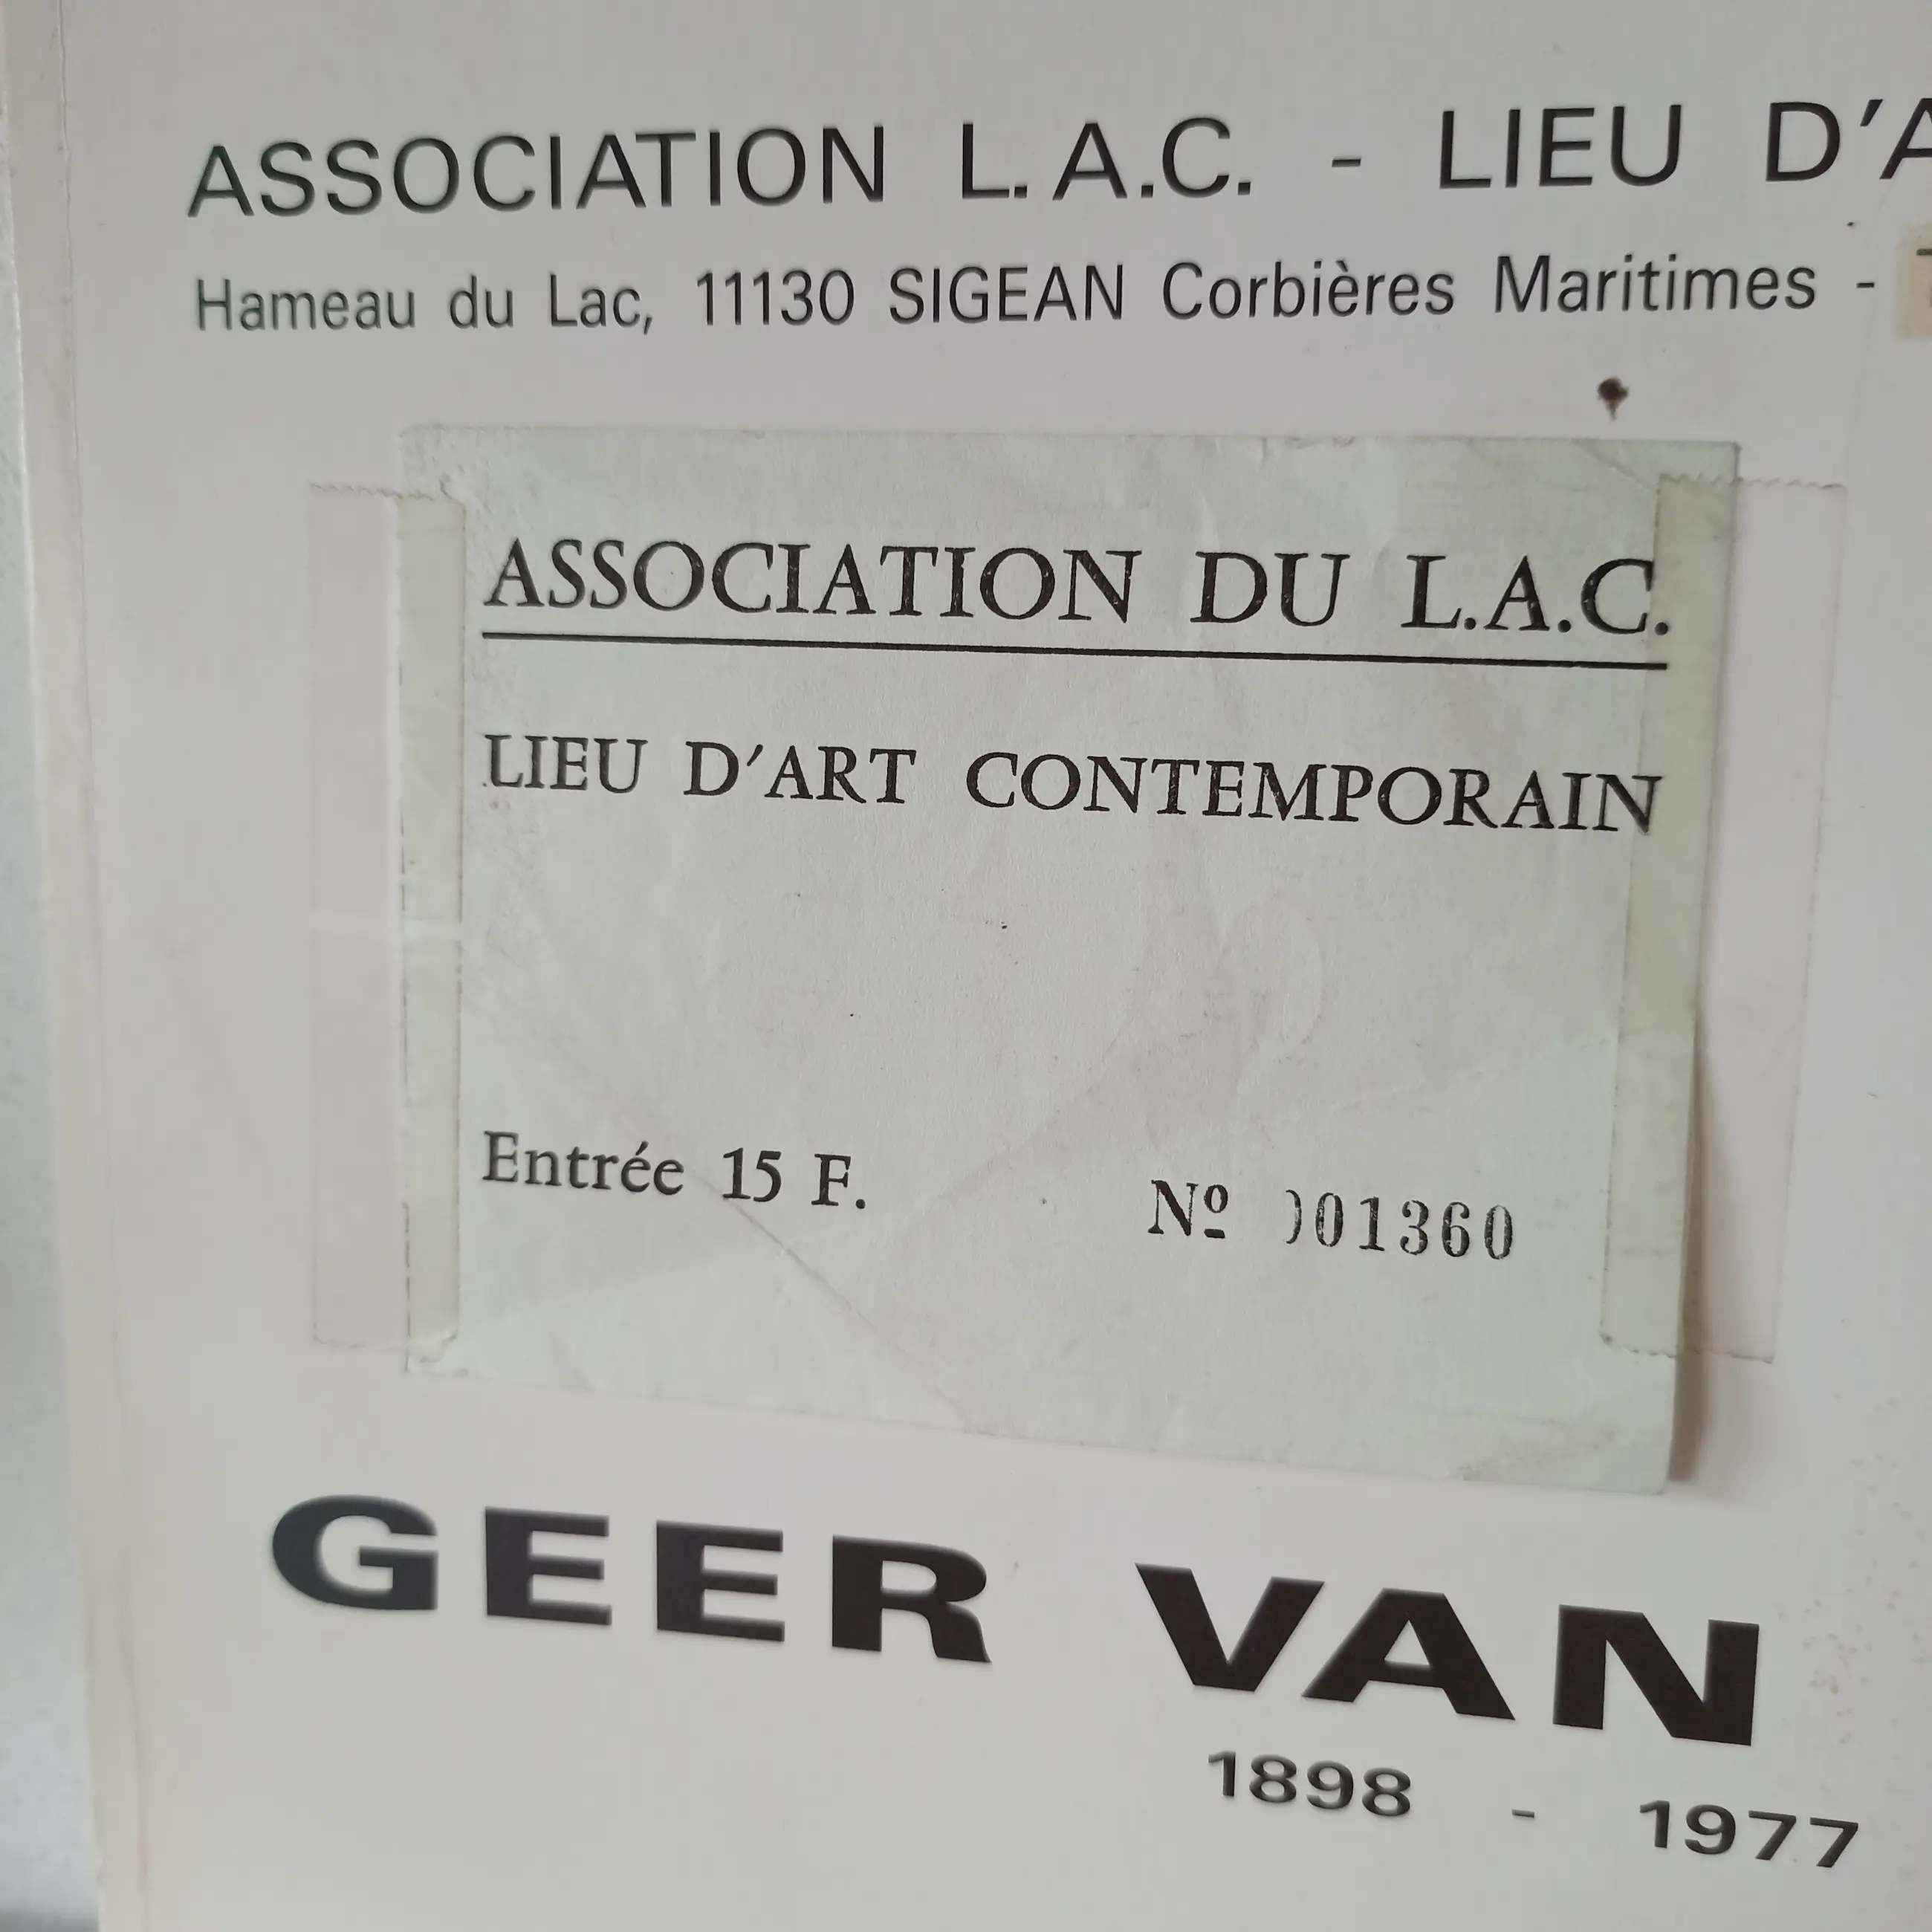 ASSOCIATION L.A.C. - LIEU D'A
Hameau du Lac, 11130 SIGEAN Corbières Maritimes -
ASSOCIATION DU L.A.C.
LIEU D'ART CONTEMPORAIN
Entrée 15 F.
Nº 001360
GEER VAN
1898 - 1977